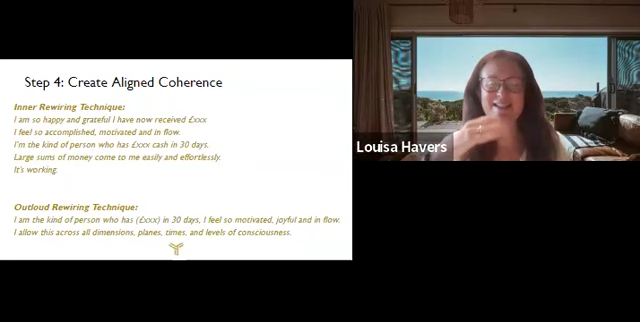 Step 4: Create Aligned Coherence
Inner Rewiring Technique:
I am so happy and grateful I have now received £xxx
I feel so accomplished, motivated and in flow.
I'm the kind of person who has £xxx cash in 30 days.
Large sums of money come to me easily and effortlessly.
It's working.
Outloud Rewiring Technique:
I am the kind of person who has (£xxx) in 30 days, I feel so motivated, joyful and in flow.
I allow this across all dimensions, planes, times, and levels of consciousness.
Louisa Havers